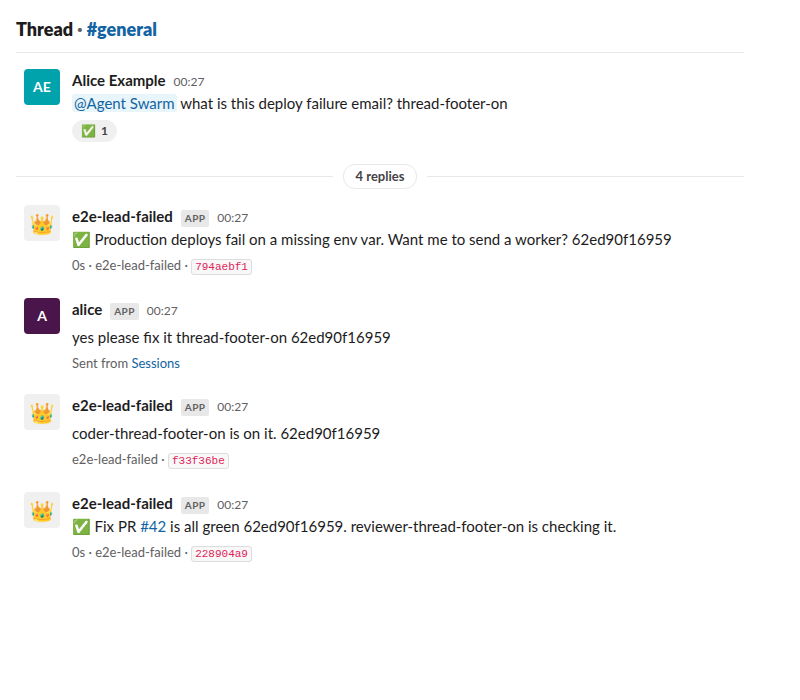 Thread • #general
AE
Alice Example 00:27
@Agent Swarm what is this deploy failure email? thread-footer-on
✅ 1
4 replies
e2e-lead-failed APP 00:27
✅ Production deploys fail on a missing env var. Want me to send a worker? 62ed90f16959
0s · e2e-lead-failed · 794aebf1
A
alice APP 00:27
yes please fix it thread-footer-on 62ed90f16959
Sent from Sessions
e2e-lead-failed APP 00:27
coder-thread-footer-on is on it. 62ed90f16959
e2e-lead-failed · f33f36be
e2e-lead-failed APP 00:27
✅ Fix PR #42 is all green 62ed90f16959. reviewer-thread-footer-on is checking it.
0s · e2e-lead-failed · 228904a9